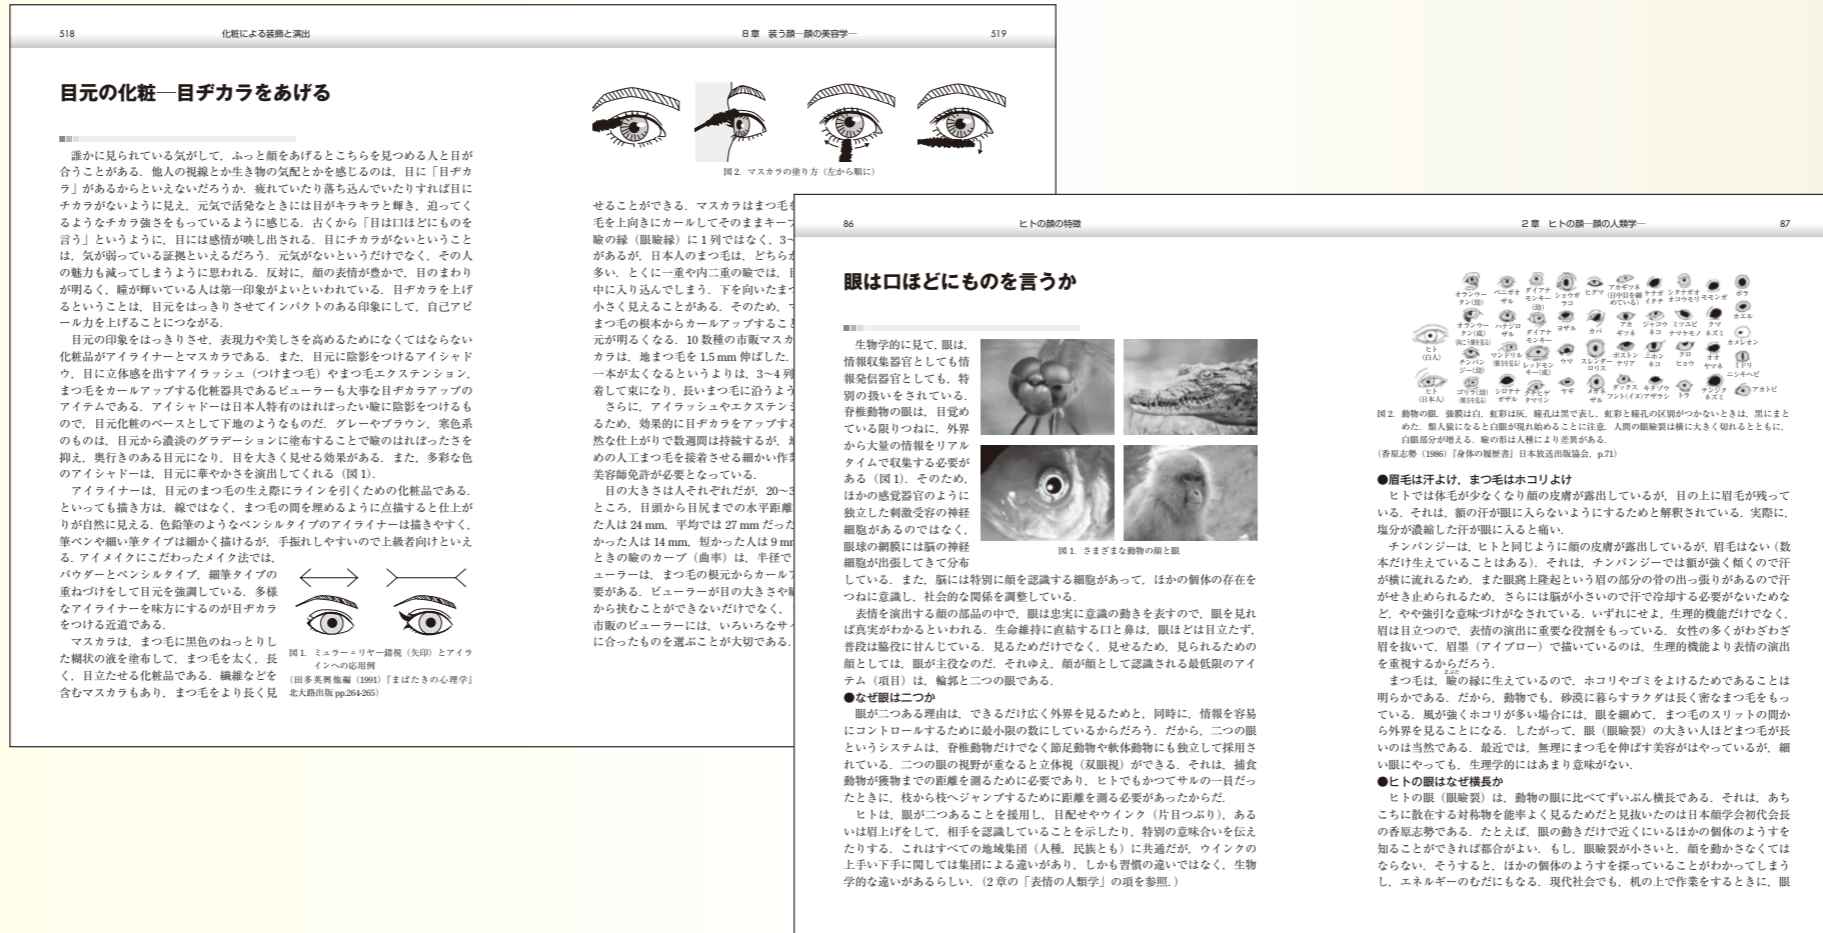 518
化粧による装飾と演出
8章　装う顔―顔の美容学―
519
目元の化粧―目ヂカラをあげる
誰かに見られている気がして，ふっと顔をあげるとこちらを見つめる人と目が
合うことがある．他人の視線とか生き物の気配とかを感じるのは，目に「目ヂカ
ラ」があるからといえないだろうか．疲れていたり落ち込んでいたりすれば目に
チカラがないように見え，元気で活発なときには目がキラキラと輝き，迫ってく
るようなチカラ強さをもっているように感じる．古くから「目は口ほどにものを
言う」というように，目には感情が映し出される．目にチカラがないということ
は，気が弱っている証拠といえるだろう．元気がないというだけでなく，その人
の魅力も減ってしまうように思われる．反対に，顔の表情が豊かで，目のまわり
が明るく，瞳が輝いている人は第一印象がよいといわれている．目ヂカラを上げ
るということは，目元をはっきりさせてインパクトのある印象にして，自己アピ
ール力を上げることにつながる．
目元の印象をはっきりさせ，表現力や美しさを高めるためになくてはならない
化粧品がアイライナーとマスカラである．また，目元に陰影をつけるアイシャド
ウ，目に立体感を出すアイラッシュ（つけまつ毛）やまつ毛エクステンション，
まつ毛をカールアップする化粧器具であるビューラーも大事な目ヂカラアップの
アイテムである．アイシャドーは日本人特有のはれぼったい瞼に陰影をつけるも
ので，目元化粧のベースとして下地のようなものだ．グレーやブラウン，寒色系
のものは，目元から濃淡のグラデーションに塗布することで瞼のはれぼったさを
抑え，奥行きのある目元になり，目を大きく見せる効果がある．また，多彩な色
のアイシャドーは，目元に華やかさを演出してくれる（図1）．
アイライナーは，目元のまつ毛の生え際にラインを引くための化粧品である．
といっても描き方は，線ではなく，まつ毛の間を埋めるように点描すると仕上が
りが自然に見える．色鉛筆のようなペンシルタイプのアイライナーは描きやすく，
筆ペンや細い筆タイプは細かく描けるが，手振れしやすいので上級者向けといえ
る．アイメイクにこだわったメイク法では，
パウダーとペンシルタイプ，細筆タイプの
重ねづけをして目元を強調している．多様
なアイライナーを味方にするのが目ヂカラ
をつける近道である．
マスカラは，まつ毛に黒色のねっとりし
た糊状の液を塗布して，まつ毛を太く，長
く，目立たせる化粧品である．繊維などを
含むマスカラもあり，まつ毛をより長く見
図1．ミュラー＝リヤー錯視（矢印）とアイラ
インへの応用例
（田多英興他編（1991）『まばたきの心理学』
北大路出版 pp.264-265）
図2．マスカラの塗り方（左から順に）
せることができる．マスカラはまつ毛を
毛を上向きにカールしてそのままキープ
瞼の縁（眼瞼縁）に1列ではなく，3～
があるが，日本人のまつ毛は，どちらか
多い．とくに一重や内二重の瞼では，目
中に入り込んでしまう．下を向いたまつ
小さく見えることがある．そのため，マ
まつ毛の根本からカールアップすること
元が明るくなる．10数種の市販マスカ
カラは，地まつ毛を1.5 mm 伸ばした．
一本が太くなるというよりは，3～4列
着して束になり，長いまつ毛に沿うよう
さらに，アイラッシュやエクステンシ
るため，効果的に目ヂカラをアップする
然な仕上がりで数週間は持続するが，地
めの人工まつ毛を接着させる細かい作業
美容師免許が必要となっている．
目の大きさは人それぞれだが，20～3
ところ，目頭から目尻までの水平距離
た人は24 mm，平均では27 mmだった
かった人は14 mm，短かった人は9 mm
ときの瞼のカーブ（曲率）は，半径で
ューラーは，まつ毛の根元からカールア
要がある．ビューラーが目の大きさや瞼
から挟むことができないだけでなく，
市販のビューラーには，いろいろなサイ
に合ったものを選ぶことが大切である．
86
ヒトの顔の特徴
2章　ヒトの顔―顔の人類学―
87
眼は口ほどにものを言うか
生物学的に見て，眼は，
情報収集器官としても情
報発信器官としても，特
別の扱いをされている．
脊椎動物の眼は，目覚め
ている限りつねに，外界
から大量の情報をリアル
タイムで収集する必要が
ある（図1）．そのため，
ほかの感覚器官のように
独立した刺激受容の神経
細胞があるのではなく，
眼球の網膜には脳の神経
細胞が出張してきて分布
図1．さまざまな動物の顔と眼
している．また，脳には特別に顔を認識する細胞があって，ほかの個体の存在を
つねに意識し，社会的な関係を調整している．
表情を演出する顔の部品の中で，眼は忠実に意識の動きを表すので，眼を見れ
ば真実がわかるといわれる．生命維持に直結する口と鼻は，眼ほどは目立たず，
普段は脇役に甘んじている．見るためだけでなく，見せるため，見られるための
顔としては，眼が主役なのだ．それゆえ，顔が顔として認識される最低限のアイ
テム（項目）は，輪郭と二つの眼である．
●なぜ眼は二つか
眼が二つある理由は，できるだけ広く外界を見るためと，同時に，情報を容易
にコントロールするために最小限の数にしているからだろう．だから，二つの眼
というシステムは，脊椎動物だけでなく節足動物や軟体動物にも独立して採用さ
れている．二つの眼の視野が重なると立体視（双眼視）ができる．それは，捕食
動物が獲物までの距離を測るために必要であり，ヒトでもかつてサルの一員だっ
たときに，枝から枝へジャンプするために距離を測る必要があったからだ．
ヒトは，眼が二つあることを援用し，目配せやウインク（片目つぶり），ある
いは眉上げをして，相手を認識していることを示したり，特別の意味合いを伝え
たりする．これはすべての地域集団（人種，民族とも）に共通だが，ウインクの
上手い下手に関しては集団による違いがあり，しかも習慣の違いではなく，生物
学的な違いがあるらしい．（2章の「表情の人類学」の項を参照．）
ヒト
（白人）
ヒト
（日本人）
図2．動物の眼．強膜は白，虹彩は灰，瞳孔は黒で表し，虹彩と瞳孔の区別がつかないときは，黒にまと
めた．類人猿になると白眼が現れ始めることに注意．人間の眼瞼裂は横に大きく切れるとともに，
白眼部分が増える．瞼の形は人種により差異がある．
（香原志勢（1986）『身体の履歴書』日本放送出版協会，p.71）
●眉毛は汗よけ，まつ毛はホコリよけ
ヒトでは体毛が少なくなり顔の皮膚が露出しているが，目の上に眉毛が残って
いる．それは，額の汗が眼に入らないようにするためと解釈されている．実際に，
塩分が濃縮した汗が眼に入ると痛い．
チンパンジーは，ヒトと同じように顔の皮膚が露出しているが，眉毛はない（数
本だけ生えていることはある）．それは，チンパンジーでは額が強く傾くので汗
が横に流れるため，また眼窩上隆起という眉の部分の骨の出っ張りがあるので汗
がせき止められるため，さらには脳が小さいので汗で冷却する必要がないためな
ど，やや強引な意味づけがなされている．いずれにせよ，生理的機能だけでなく，
眉は目立つので，表情の演出に重要な役割をもっている．女性の多くがわざわざ
眉を抜いて，眉墨（アイブロー）で描いているのは，生理的機能より表情の演出
を重視するからだろう．
まつ毛は，瞼の縁に生えているので，ホコリやゴミをよけるためであることは
明らかである．だから，動物でも，砂漠に暮らすラクダは長く密なまつ毛をもっ
ている．風が強くホコリが多い場合には，眼を細めて，まつ毛のスリットの間か
ら外界を見ることになる．したがって，眼（眼瞼裂）の大きい人ほどまつ毛が長
いのは当然である．最近では，無理にまつ毛を伸ばす美容がはやっているが，細
い眼にやっても，生理学的にはあまり意味がない．
●ヒトの眼はなぜ横長か
ヒトの眼（眼瞼裂）は，動物の眼に比べてずいぶん横長である．それは，あち
こちに散在する対称物を能率よく見るためだと見抜いたのは日本顔学会初代会長
の香原志勢である．たとえば，眼の動きだけで近くにいるほかの個体のようすを
知ることができれば都合がよい．もし，眼瞼裂が小さいと，顔を動かさなくては
ならない．そうすると，ほかの個体のようすを探っていることがわかってしまう
し，エネルギーのむだにもなる．現代社会でも，机の上で作業をするときに，眼